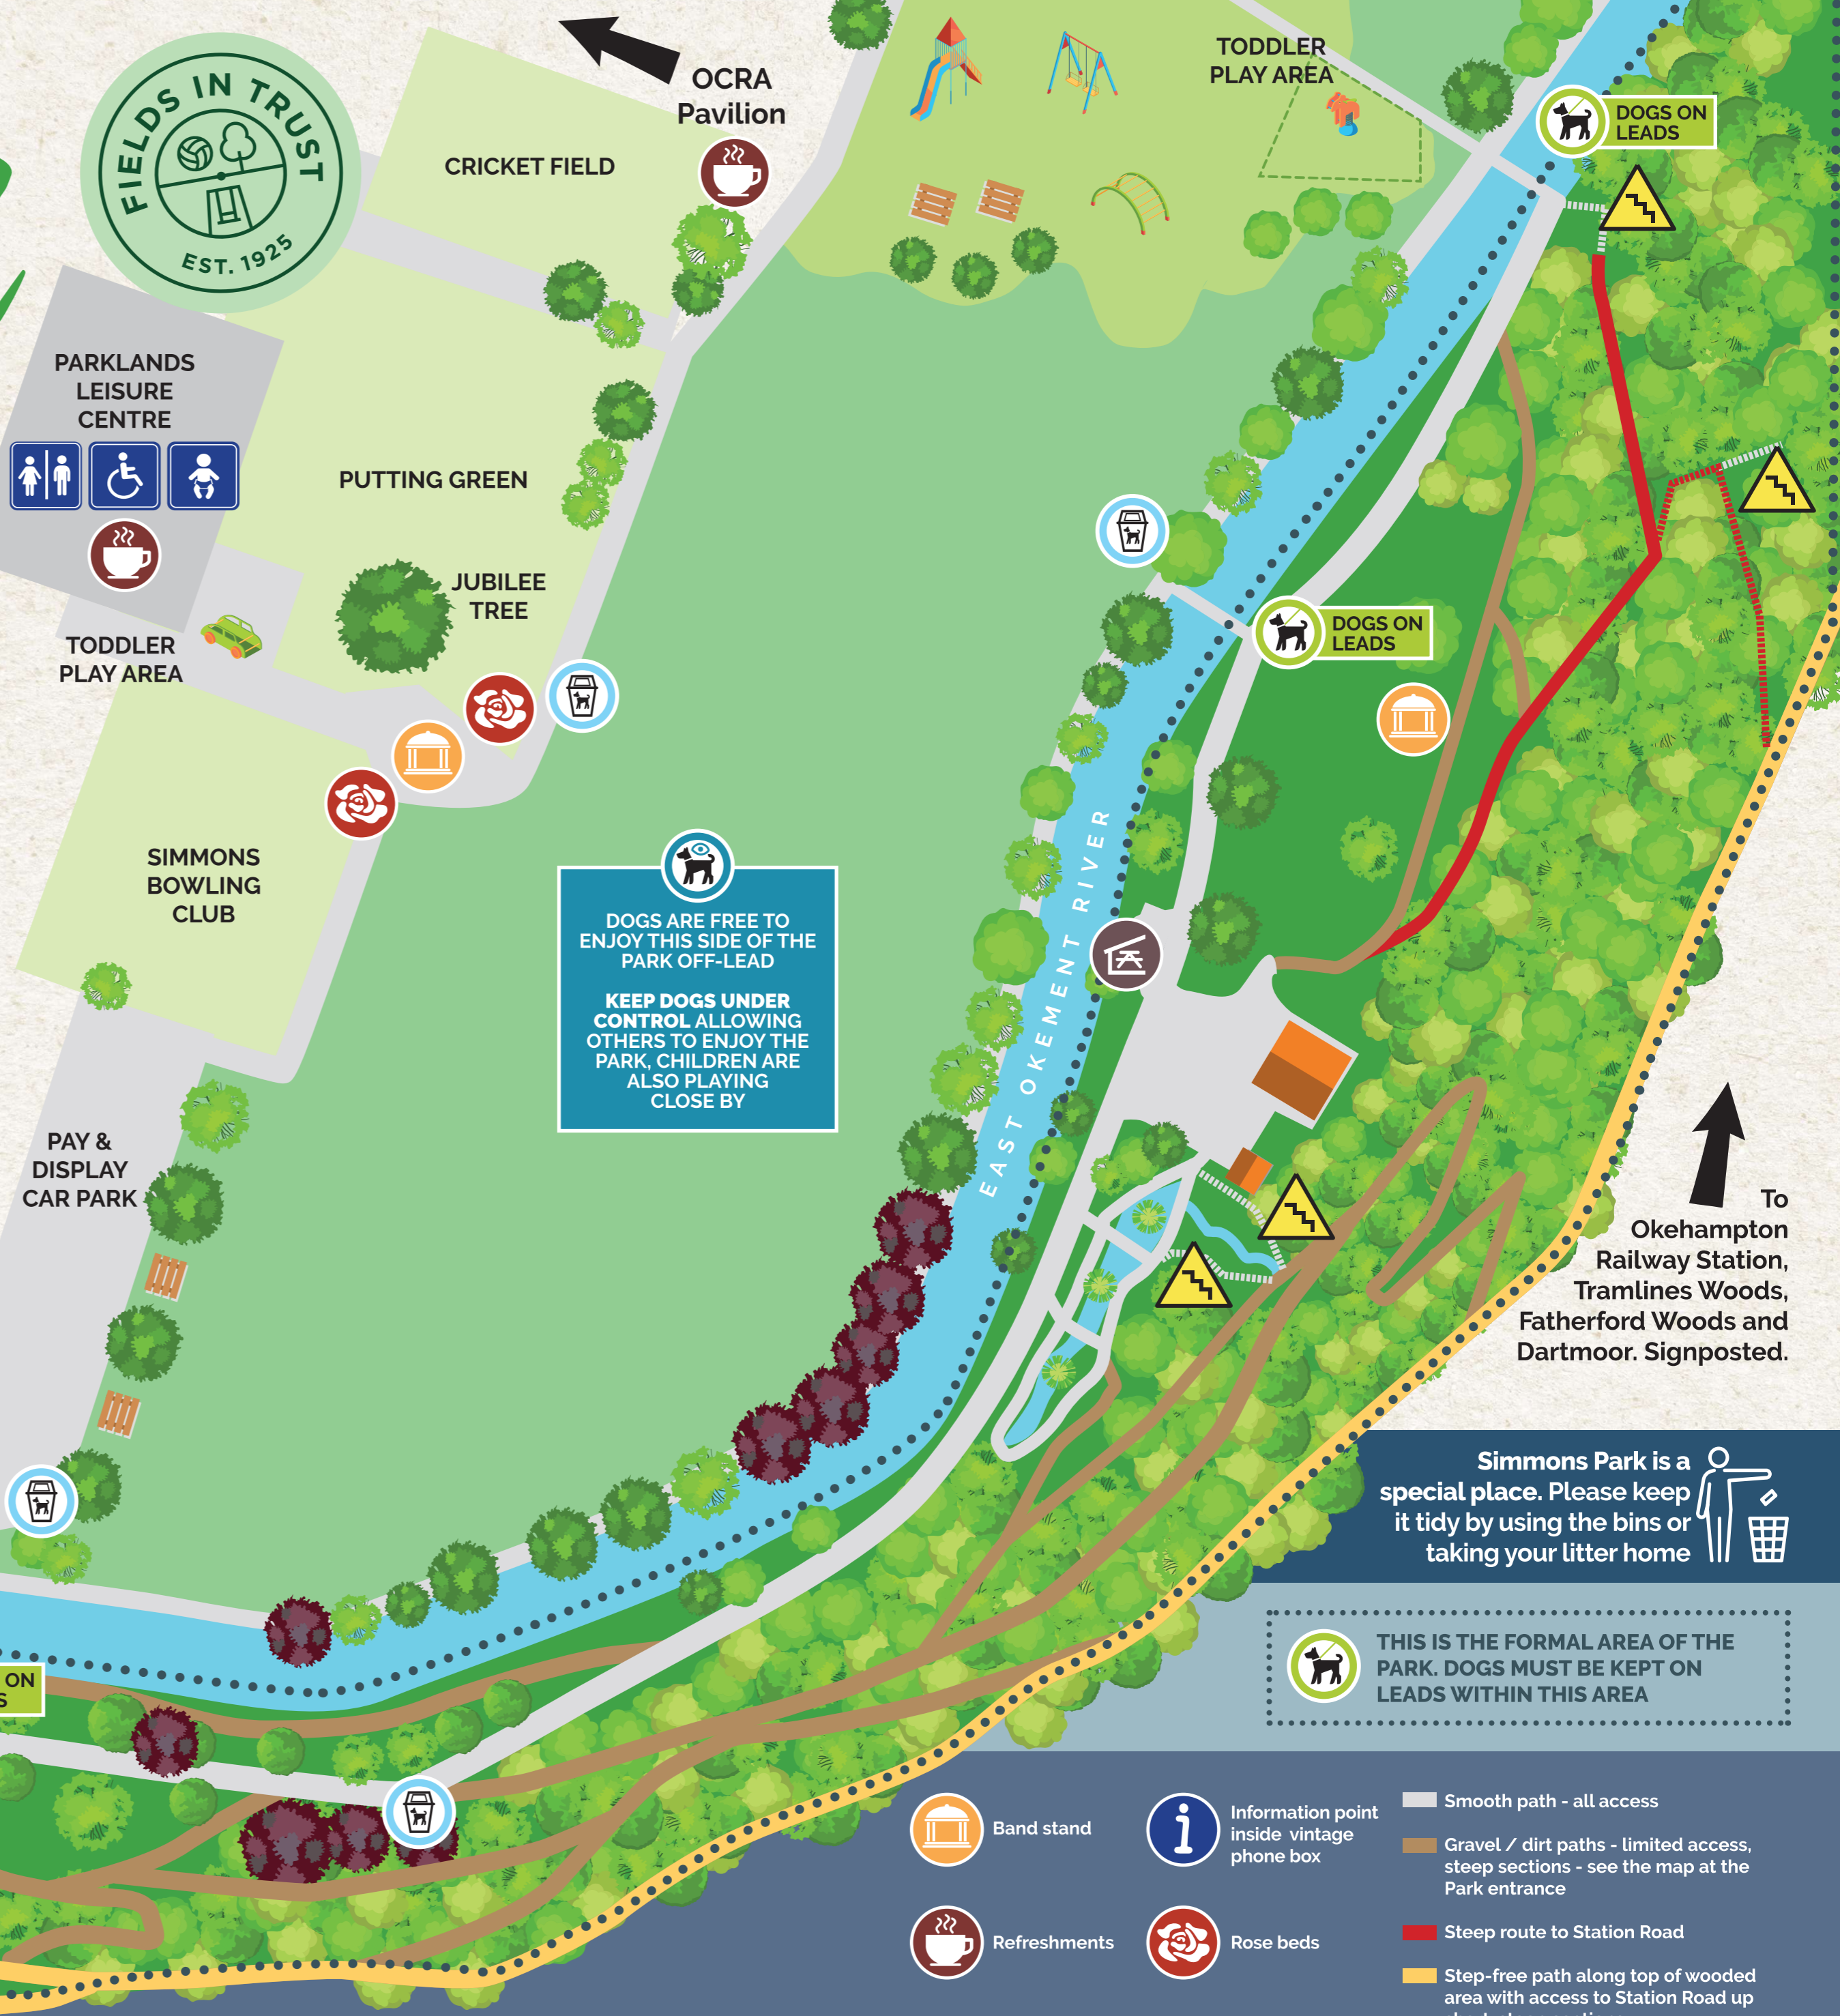 FIELDS IN TRUST
EST. 1925
OCRA
Pavilion
CRICKET FIELD
TODDLER
PLAY AREA
DOGS ON
LEADS
PARKLANDS
LEISURE
CENTRE
PUTTING GREEN
JUBILEE
TREE
TODDLER
PLAY AREA
DOGS ON
LEADS
SIMMONS
BOWLING
CLUB
DOGS ARE FREE TO
ENJOY THIS SIDE OF THE
PARK OFF-LEAD
KEEP DOGS UNDER
CONTROL ALLOWING
OTHERS TO ENJOY THE
PARK, CHILDREN ARE
ALSO PLAYING
CLOSE BY
EAST OKEMENT RIVER
PAY &
DISPLAY
CAR PARK
To
Okehampton
Railway Station,
Tramlines Woods,
Fatherford Woods and
Dartmoor. Signposted.
Simmons Park is a
special place. Please keep
it tidy by using the bins or
taking your litter home
THIS IS THE FORMAL AREA OF THE
PARK. DOGS MUST BE KEPT ON
LEADS WITHIN THIS AREA
ON
S
Band stand
Information point
inside vintage
phone box
Refreshments
Rose beds
Smooth path - all access
Gravel / dirt paths - limited access,
steep sections - see the map at the
Park entrance
Steep route to Station Road
Step-free path along top of wooded
area with access to Station Road up